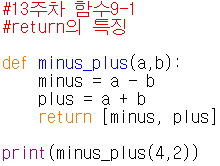 #13주차 함수9-1
#return의 특징
def minus_plus(a,b):
    minus = a - b
    plus = a + b
    return [minus, plus]
print(minus_plus(4,2))